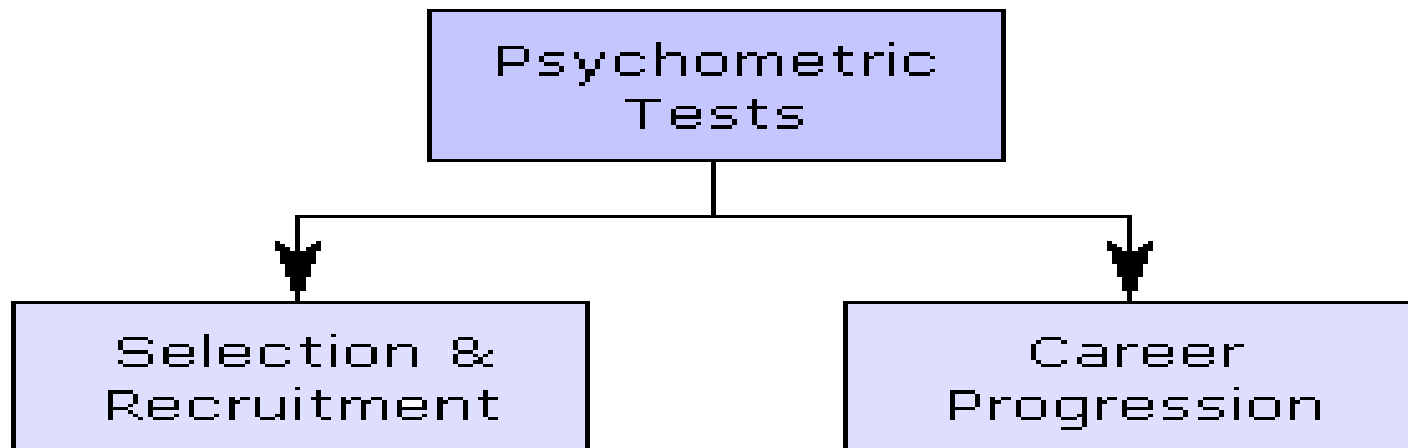 Psychometric
Tests
Selection &
Recruitment
Career
Progression